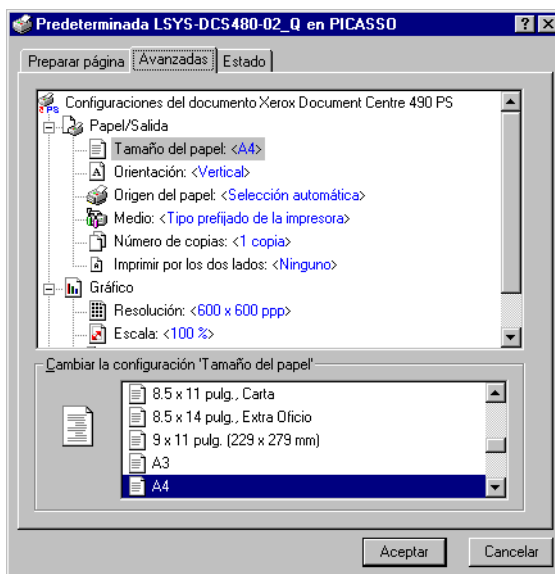 Predeterminada LSYS-DCS480-02_Q en PICASSO
Preparar página Avanzadas Estado
Configuraciones del documento Xerox Document Centre 490 PS
Papel/Salida
Tamaño del papel: <A4>
Orientación: <Vertical>
Origen del papel: <Selección automática>
Medio: <Tipo prefijado de la impresora>
Número de copias: <1 copia>
Imprimir por los dos lados: <Ninguno>
Gráfico
Resolución: <600 x 600 ppp>
Escala: <100 %>
Cambiar la configuración 'Tamaño del papel'
8.5 x 11 pulg., Carta
8.5 x 14 pulg., Extra Oficio
9 x 11 pulg. (229 x 279 mm)
A3
A4
Aceptar Cancelar